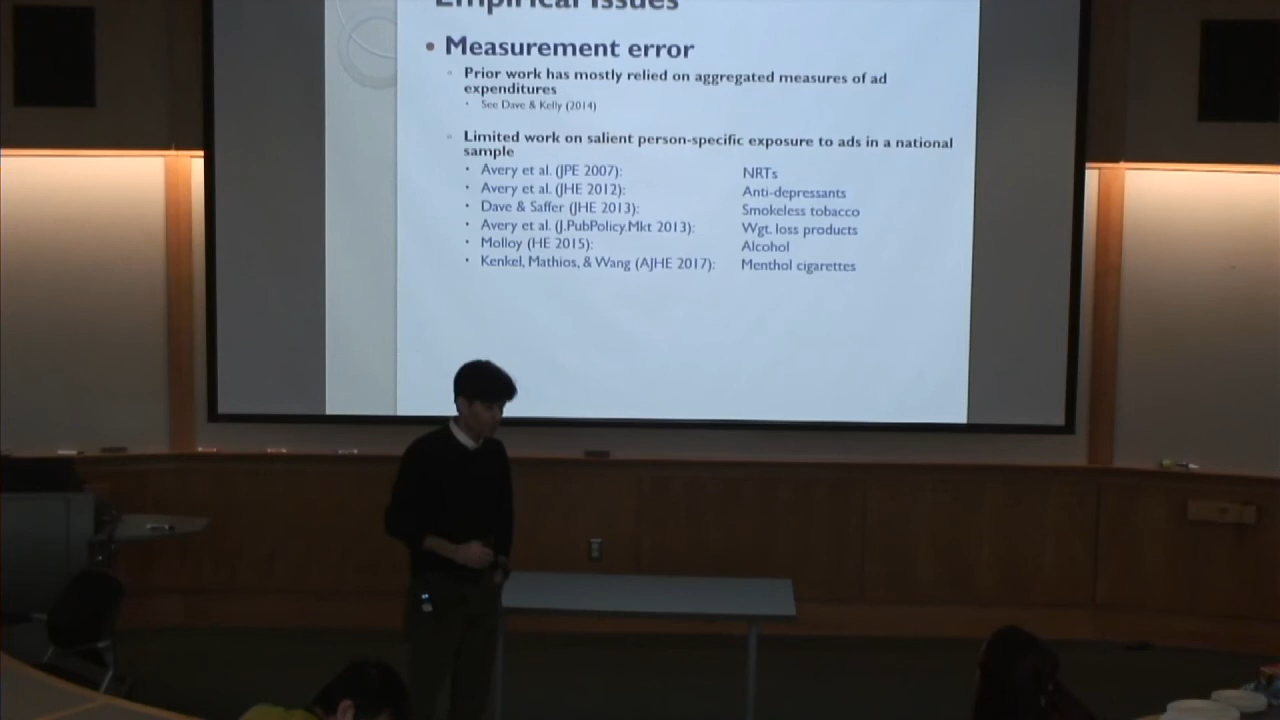 Empirical Issues
• Measurement error
Prior work has mostly relied on aggregated measures of ad
expenditures
• See Dave & Kelly (2014)
Limited work on salient person-specific exposure to ads in a national
sample
• Avery et al. (JPE 2007): NRTs
• Avery et al. (JHE 2012): Anti-depressants
• Dave & Saffer (JHE 2013): Smokeless tobacco
• Avery et al. (J.PubPolicy.Mkt 2013): Wgt. loss products
• Molloy (HE 2015): Alcohol
• Kenkel, Mathios, & Wang (AJHE 2017): Menthol cigarettes